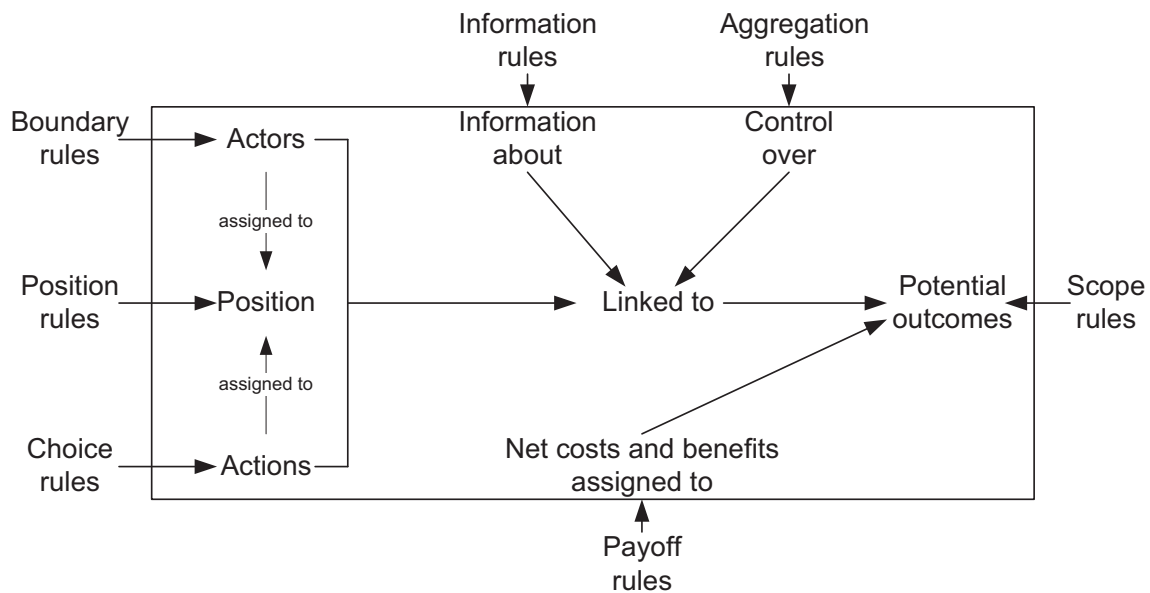 Information
rules
Aggregation
rules
Boundary
rules
Actors
Information
about
Control
over
assigned to
Position
rules
Position
Linked to
Potential
outcomes
Scope
rules
assigned to
Choice
rules
Actions
Net costs and benefits
assigned to
Payoff
rules